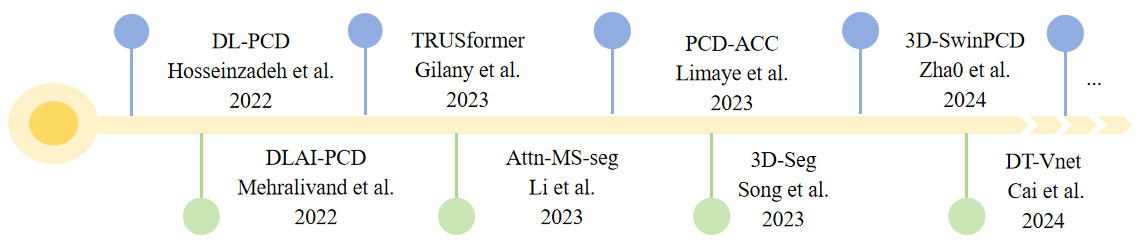 DL-PCD
Hosseinzadeh et al.
2022
DLAI-PCD
Mehralivand et al.
2022
TRUSformer
Gilany et al.
2023
Attn-MS-seg
Li et al.
2023
PCD-ACC
Limaye et al.
2023
3D-Seg
Song et al.
2023
3D-SwinPCD
Zha0 et al.
2024
DT-Vnet
Cai et al.
2024
...